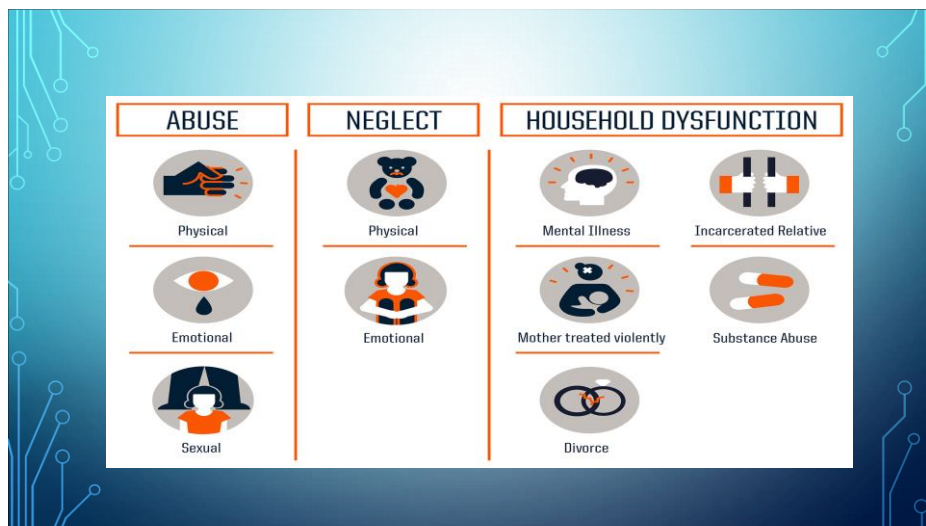 ABUSE
Physical
Emotional
Sexual
NEGLECT
Physical
Emotional
HOUSEHOLD DYSFUNCTION
Mental Illness
Incarcerated Relative
Mother treated violently
Substance Abuse
Divorce